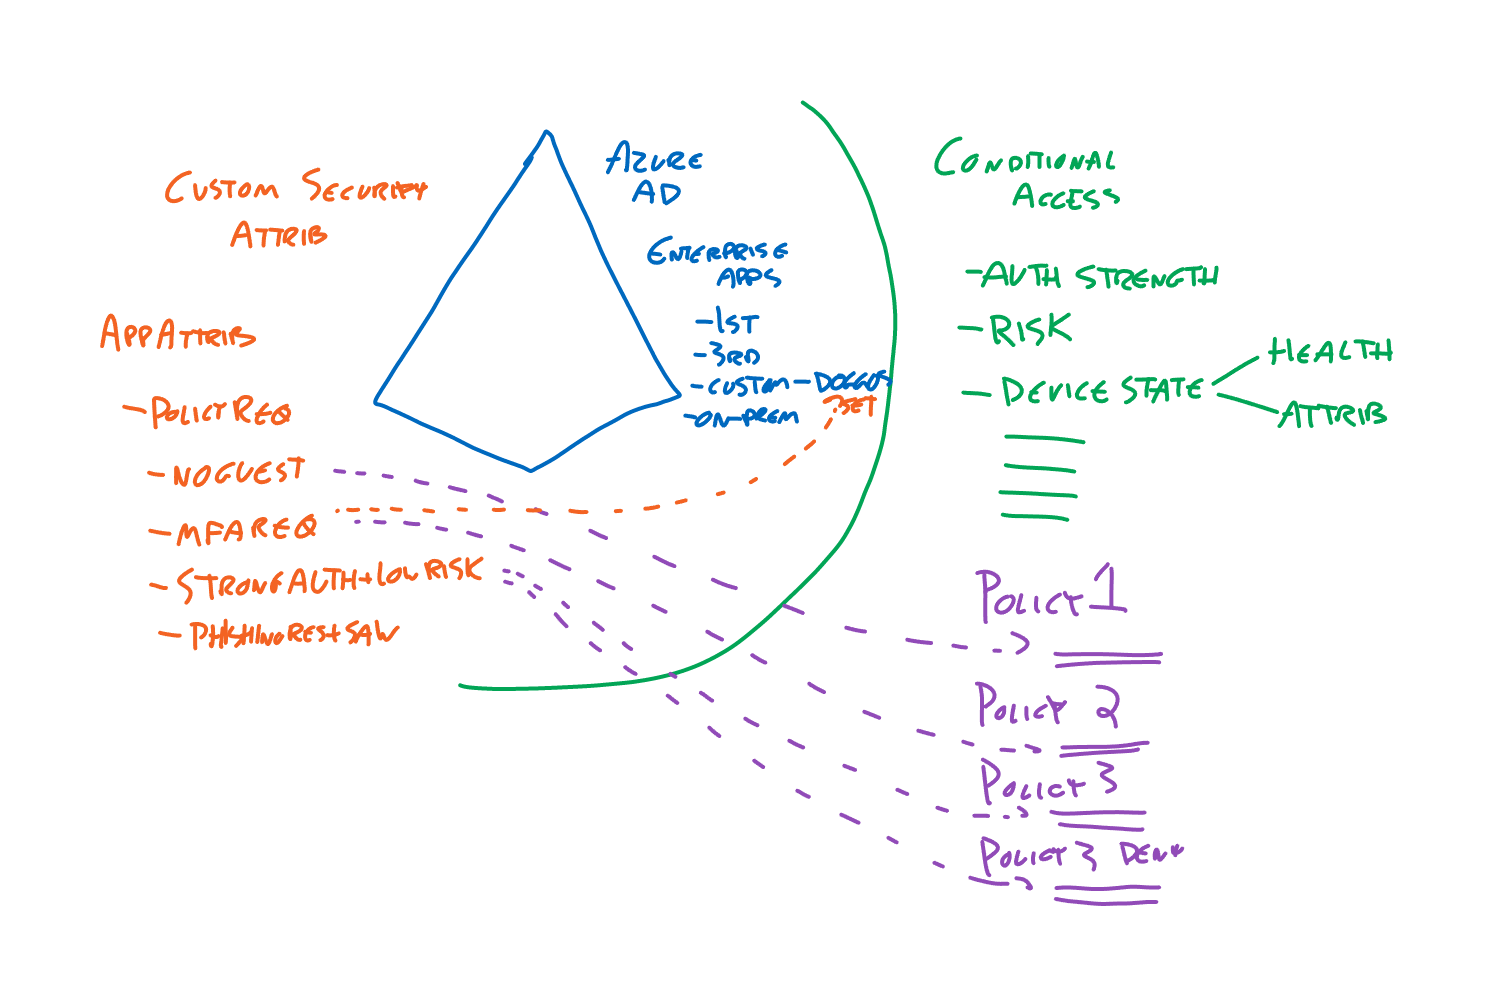 Custom Security
Attrib
AppAttrib
- PolicyReq
- NoGuest
- MFAReq
- StrongAuth+LowRisk
- PhishingRest+SAW
Azure
AD
Enterprise
Apps
- 1st
- 3rd
- Custom - Doggos
Set
- On-Prem
Conditional
Access
- Auth Strength
- Risk
- Device State
Health
Attrib
Policy 1
Policy 2
Policy 3
Policy 3 Deny